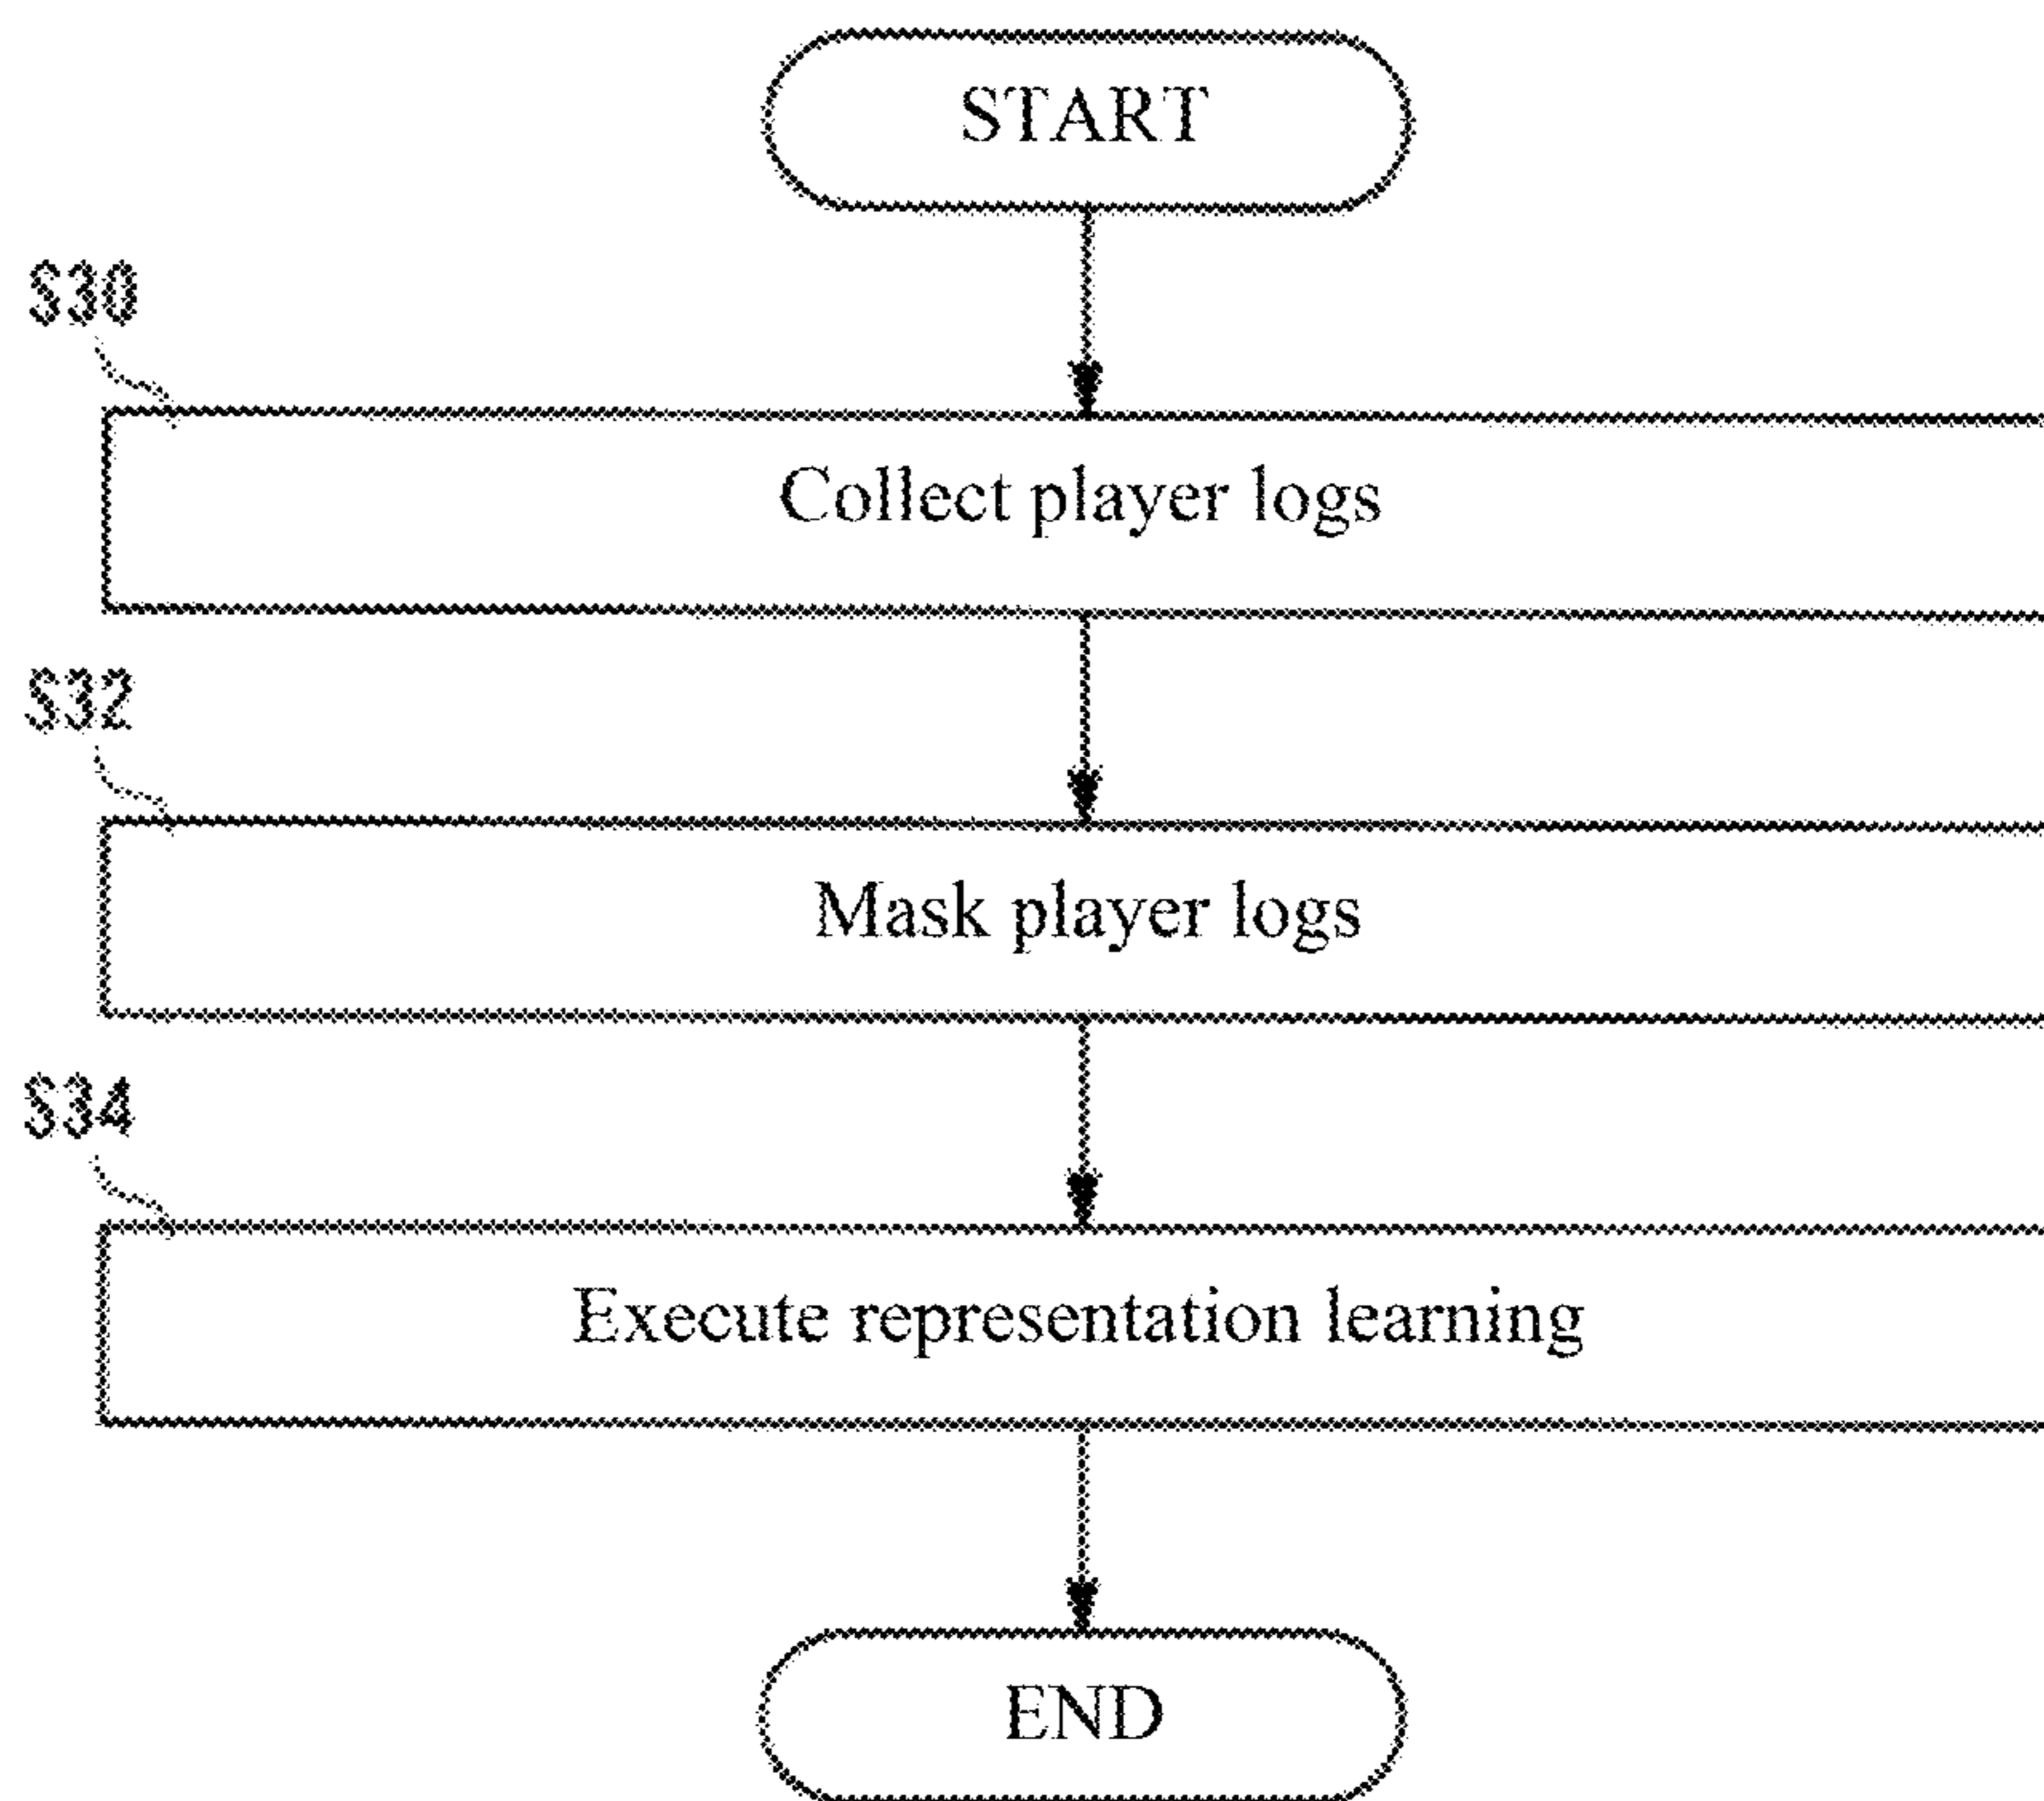 START
S30
Collect player logs
S32
Mask player logs
S34
Execute representation learning
END